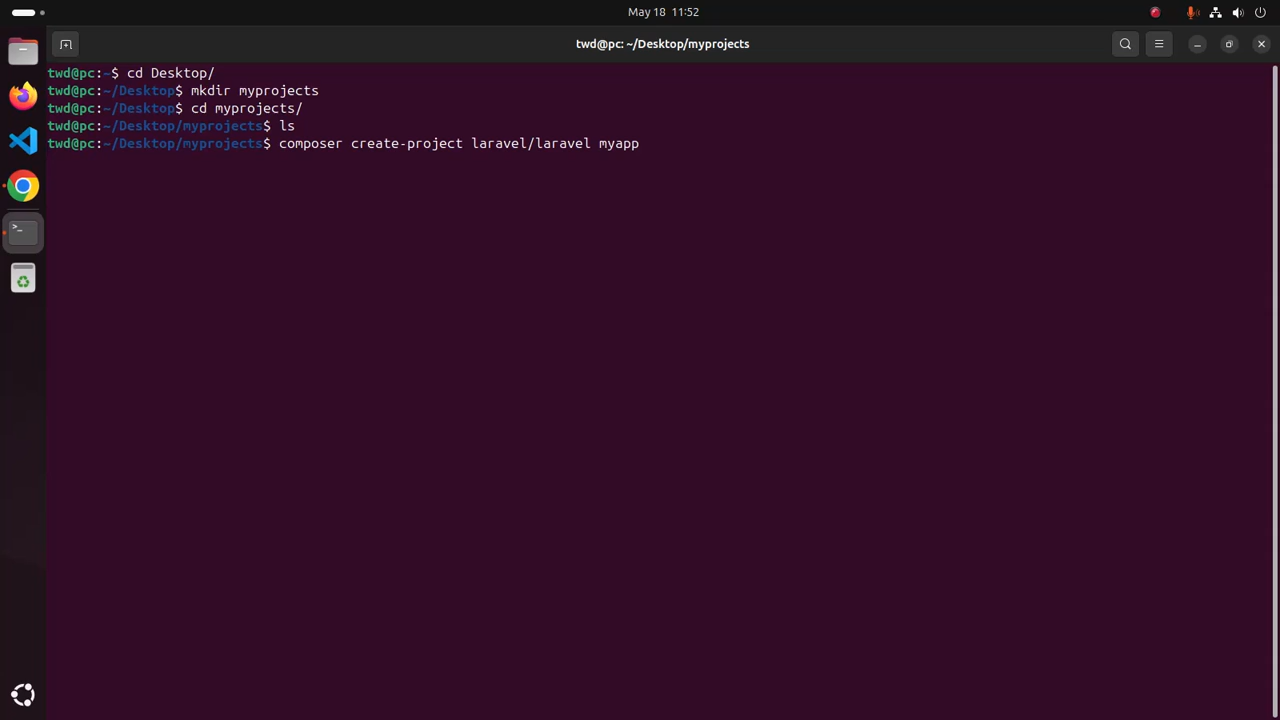 May 18 11:52
twd@pc: ~/Desktop/myprojects
twd@pc:~$ cd Desktop/
twd@pc:~/Desktop$ mkdir myprojects
twd@pc:~/Desktop$ cd myprojects/
twd@pc:~/Desktop/myprojects$ ls
twd@pc:~/Desktop/myprojects$ composer create-project laravel/laravel myapp